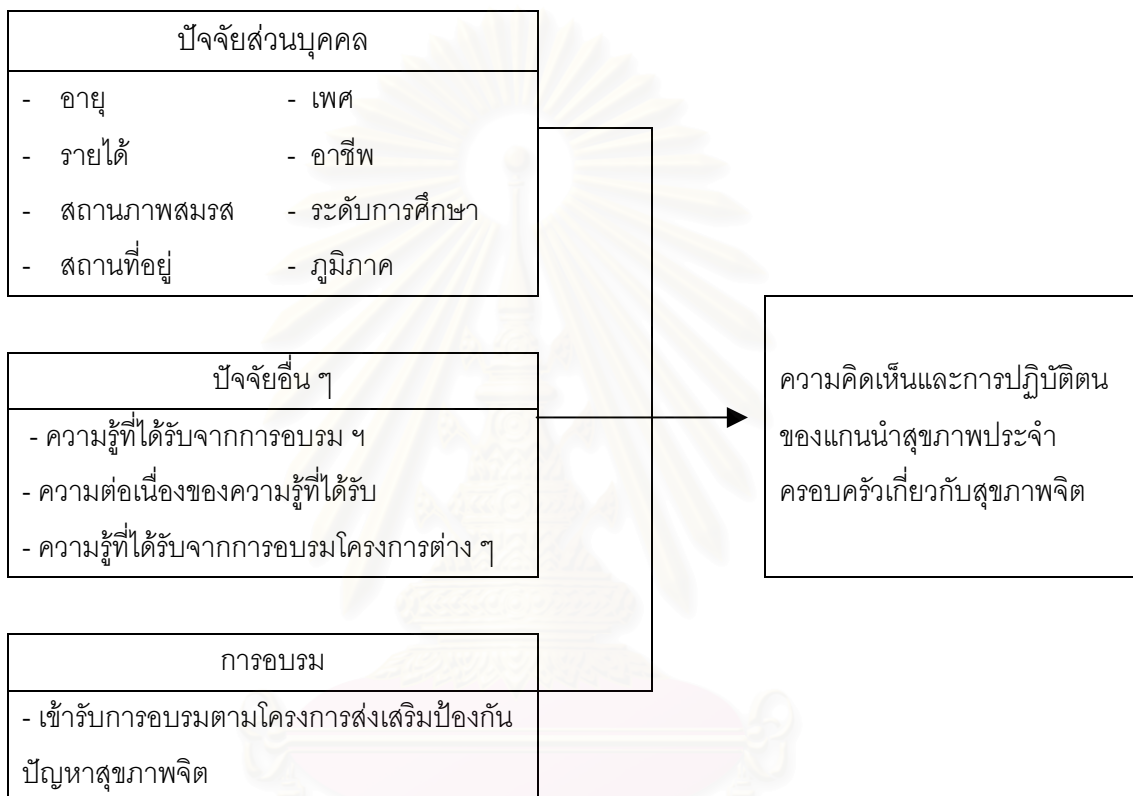 ปัจจัยส่วนบุคคล
- อายุ - เพศ
- รายได้ - อาชีพ
- สถานภาพสมรส - ระดับการศึกษา
- สถานที่อยู่ - ภูมิภาค
ปัจจัยอื่น ๆ
- ความรู้ที่ได้รับจากการอบรม ฯ
- ความต่อเนื่องของความรู้ที่ได้รับ
- ความรู้ที่ได้รับจากการอบรมโครงการต่าง ๆ
การอบรม
- เข้ารับการอบรมตามโครงการส่งเสริมป้องกัน
ปัญหาสุขภาพจิต
ความคิดเห็นและการปฏิบัติตน
ของแกนนำสุขภาพประจำ
ครอบครัวเกี่ยวกับสุขภาพจิต